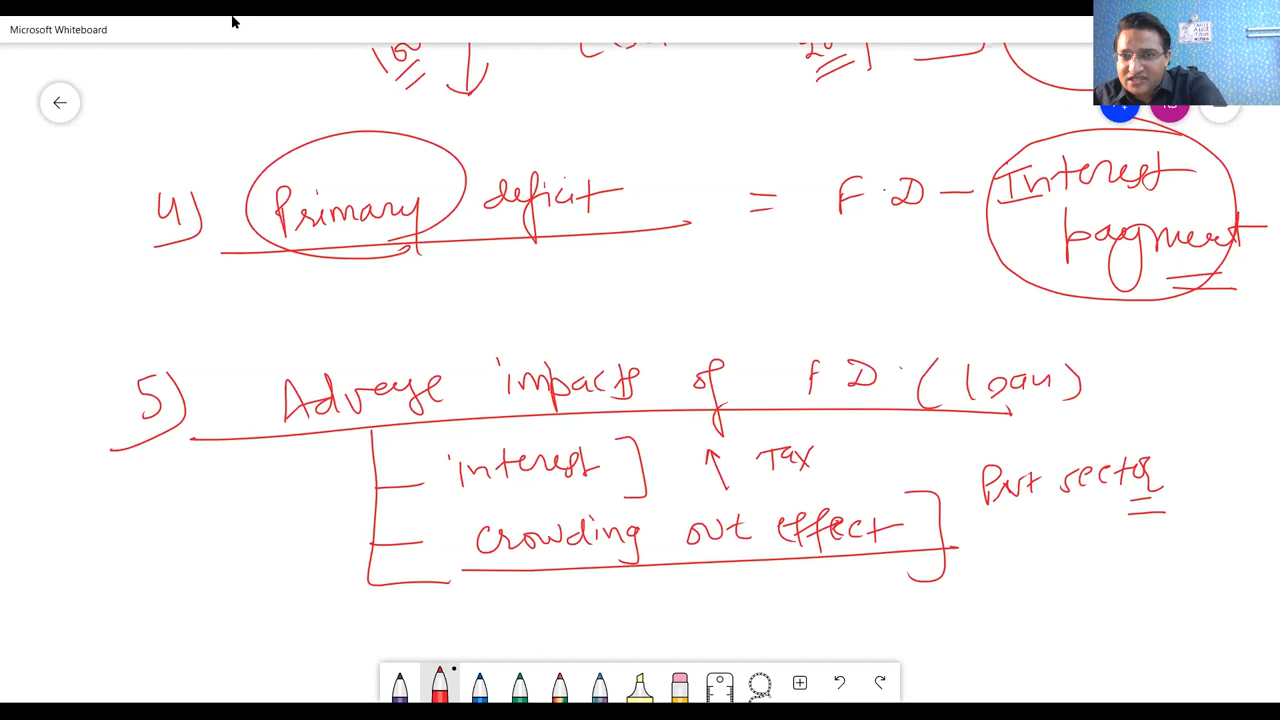 Microsoft Whiteboard
4) Primary deficit = F.D - Interest
payment
5) Adverse impacts of F D. (loan)
interest ↑ Tax
Pvt sector
crowding out effect